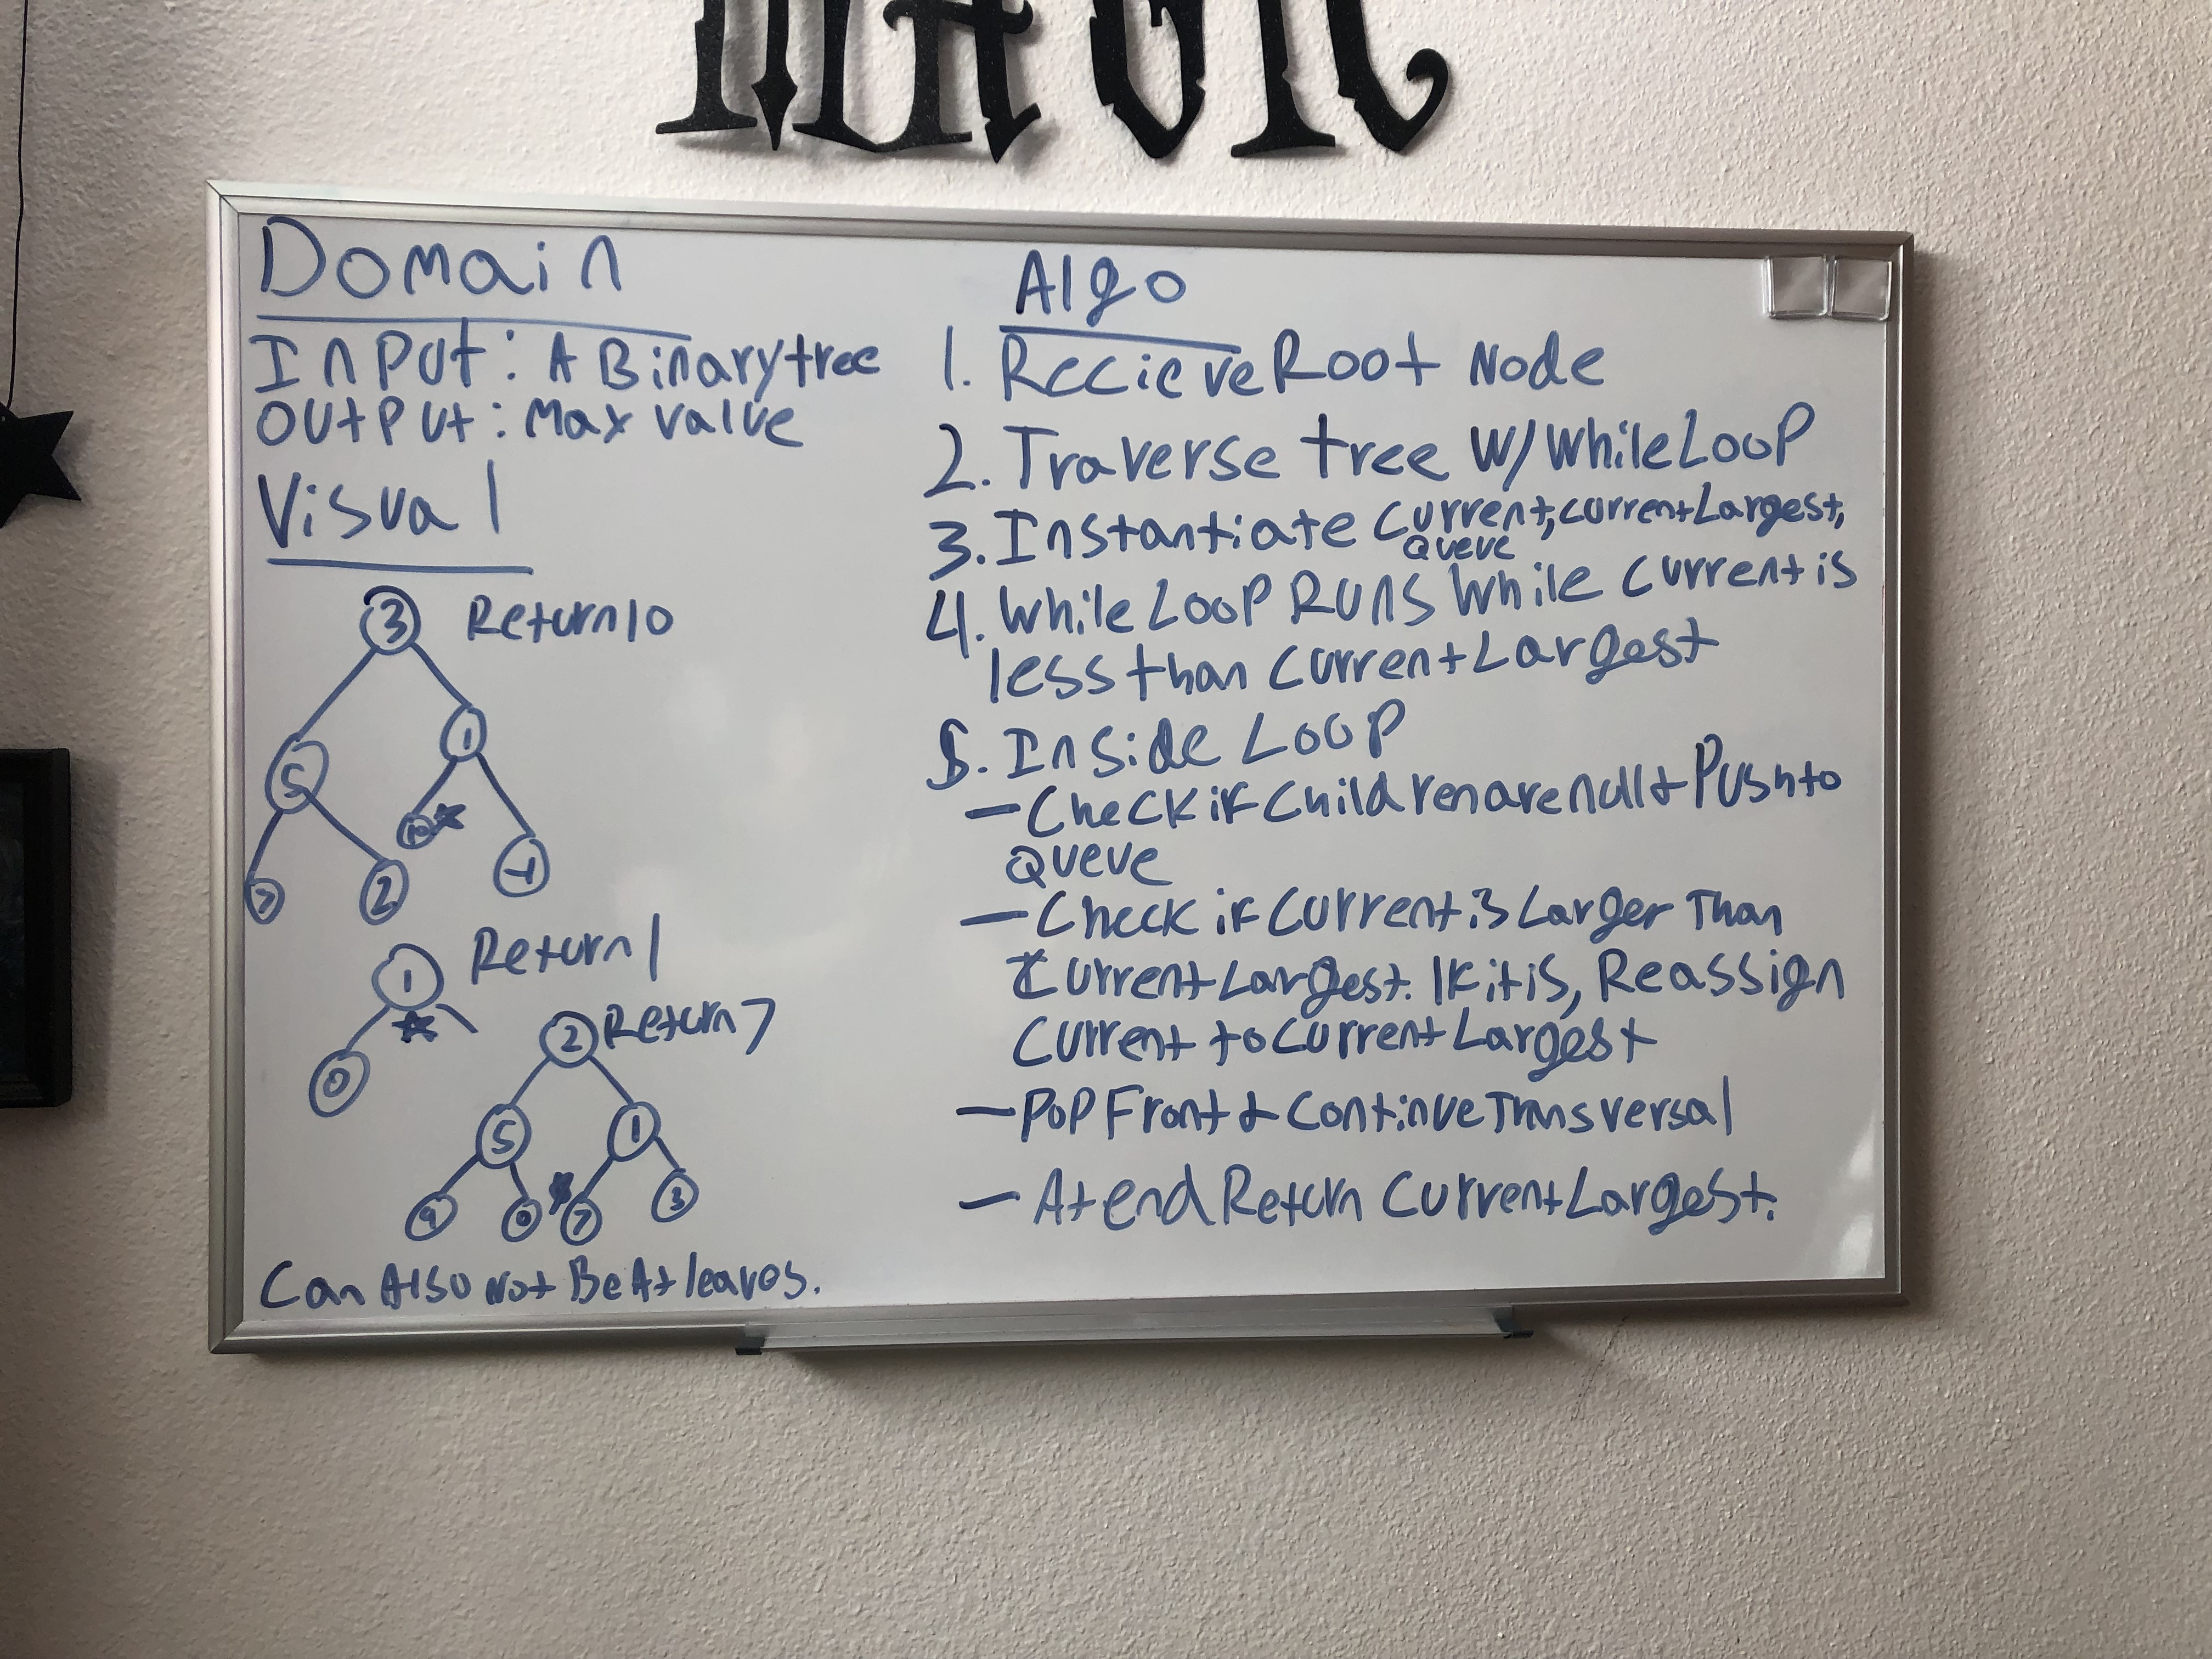 MAGIC
Domain
Input: A Binary tree
Output: Max value
Visual
3 Return 10
5 1
10
7 2 -1
1 Return 1
0
2 Return 7
5 1
0 7 3
Can Also Not Be At leaves.
Algo
1. Recieve Root Node
2. Traverse tree w/ while Loop
3. Instantiate Current, currentLargest,
Queue
4. While Loop Runs While Current is
less than CurrentLargest
5. Inside Loop
- Check if Children are null & Push to
Queue
- Check if Current is Larger Than
CurrentLargest. If it is, Reassign
Current to CurrentLargest
- Pop Front & Continue Transversal
- At end Return CurrentLargest.